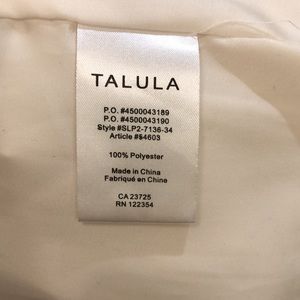 TALULA
P.O. #4500043189
P.O. #4500043190
Style #SLP2-7136-34
Article #S4603
100% Polyester
Made in China
Fabriqué en Chine
CA 23725
RN 122354